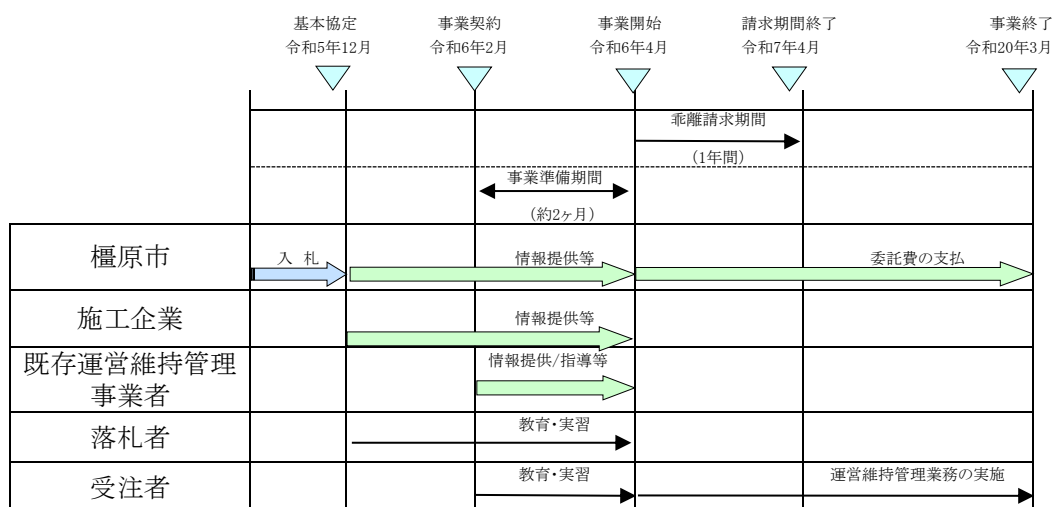 基本協定 事業契約 事業開始 請求期間終了 事業終了
令和5年12月 令和6年2月 令和6年4月 令和7年4月 令和20年3月
乖離請求期間
(1年間)
事業準備期間
(約2ヶ月)
橿原市 入 札 情報提供等 委託費の支払
施工企業 情報提供等
既存運営維持管理 情報提供/指導等
事業者
落札者 教育・実習
受注者 教育・実習 運営維持管理業務の実施